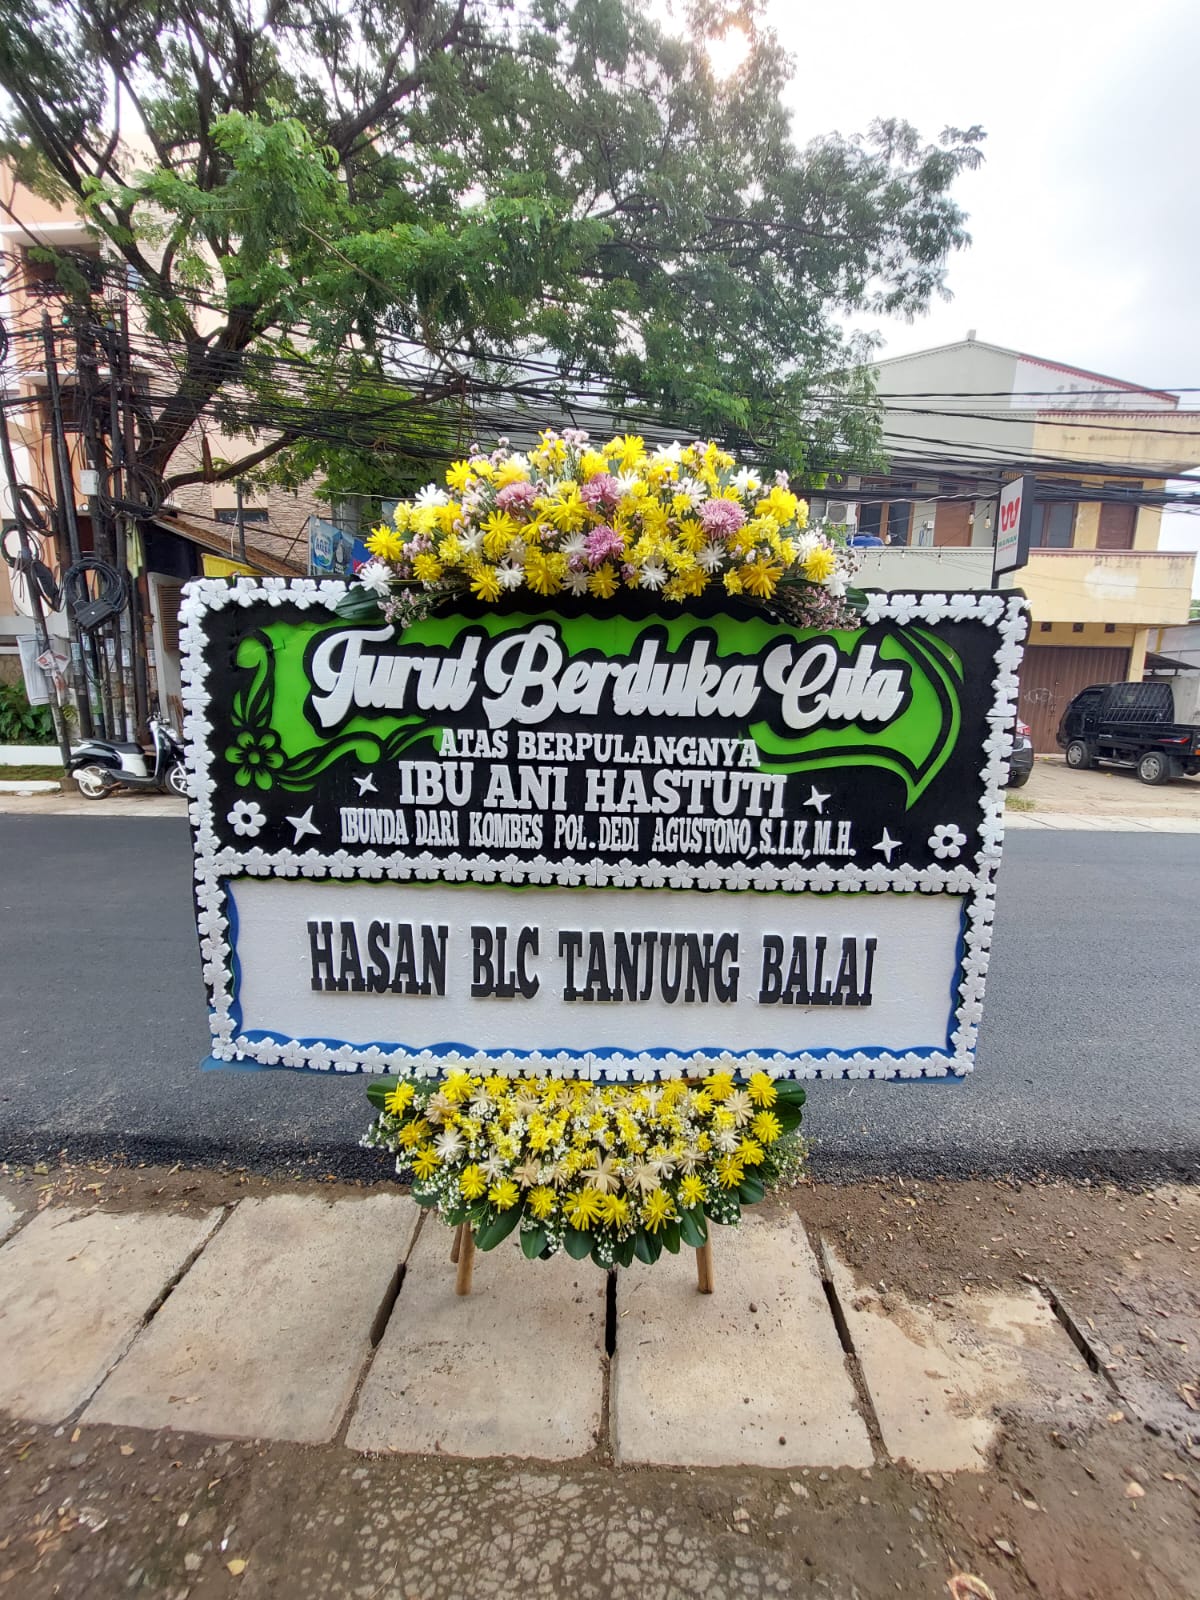 Turut Berduka Cita
ATAS BERPULANGNYA
IBU ANI HASTUTI
IBUNDA DARI KOMBES POL. DEDI AGUSTONO, S.I.K, M.H.
HASAN BLC TANJUNG BALAI